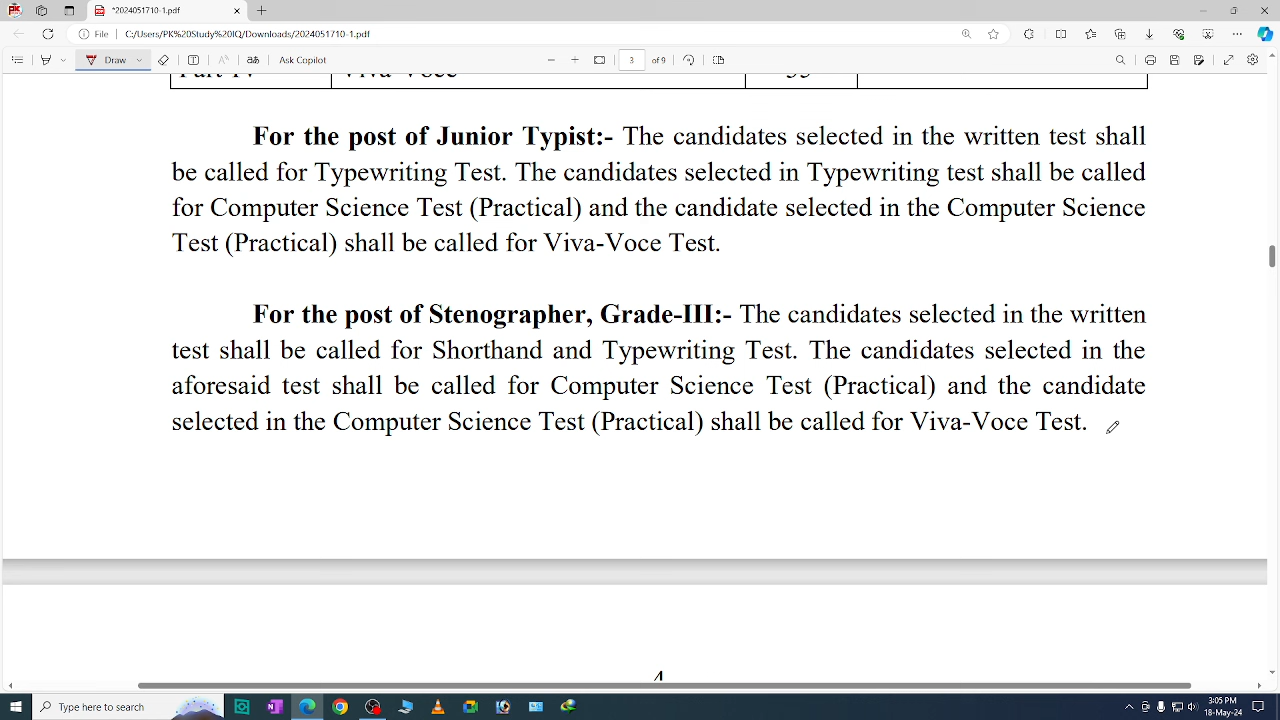 *2024051710-1.pdf
File
C:/Users/PK%20Study%20IQ/Downloads/2024051710-1.pdf
Draw
Ask Copilot
3
of 9
For the post of Junior Typist:- The candidates selected in the written test shall
be called for Typewriting Test. The candidates selected in Typewriting test shall be called
for Computer Science Test (Practical) and the candidate selected in the Computer Science
Test (Practical) shall be called for Viva-Voce Test.
For the post of Stenographer, Grade-III:- The candidates selected in the written
test shall be called for Shorthand and Typewriting Test. The candidates selected in the
aforesaid test shall be called for Computer Science Test (Practical) and the candidate
selected in the Computer Science Test (Practical) shall be called for Viva-Voce Test.
Type here to search
3:05 PM
18-May-24